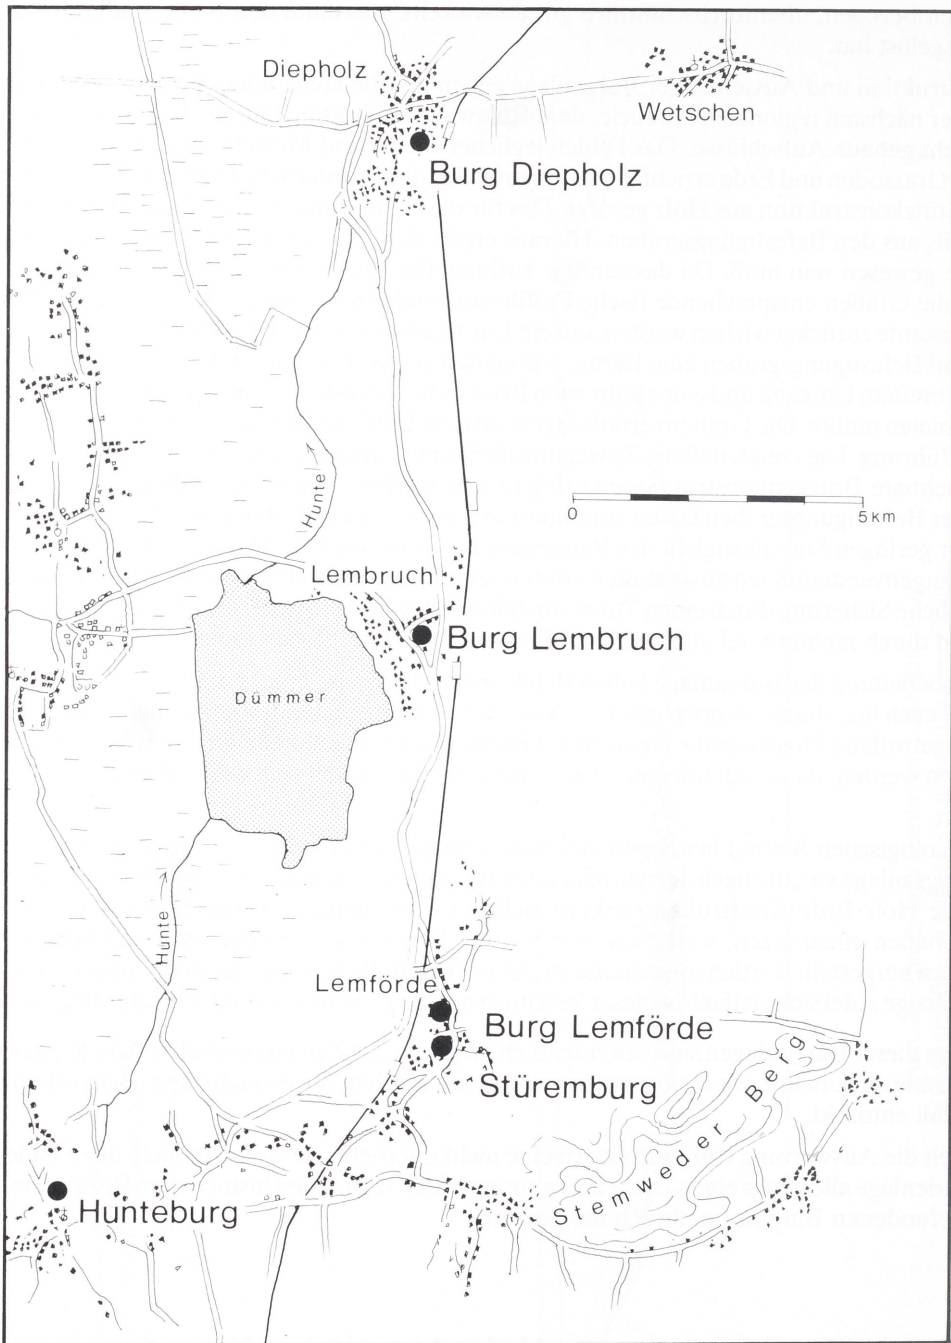 Diepholz
Wetschen
Burg Diepholz
Hunte
0 5 KM
Lembruch
Burg Lembruch
Dümmer
Hunte
Lemförde
Burg Lemförde
Stüremburg
Stemweder Berg
Hunteburg